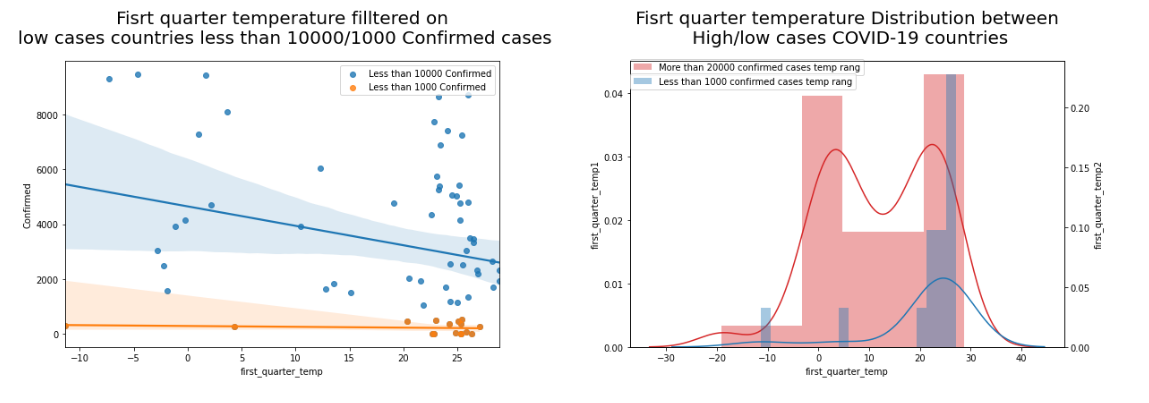 Fisrt quarter temperature filltered on
low cases countries less than 10000/1000 Confirmed cases
Less than 10000 Confirmed
Less than 1000 Confirmed
8000
6000
4000
2000
0
Confirmed
−10
−5
0
5
10
15
20
25
first_quarter_temp
Fisrt quarter temperature Distribution between
High/low cases COVID-19 countries
More than 20000 confirmed cases temp rang
Less than 1000 confirmed cases temp rang
0.04
0.03
0.02
0.01
0.00
first_quarter_temp1
−30
−20
−10
0
10
20
30
40
first_quarter_temp
0.20
0.15
0.10
0.05
0.00
first_quarter_temp2